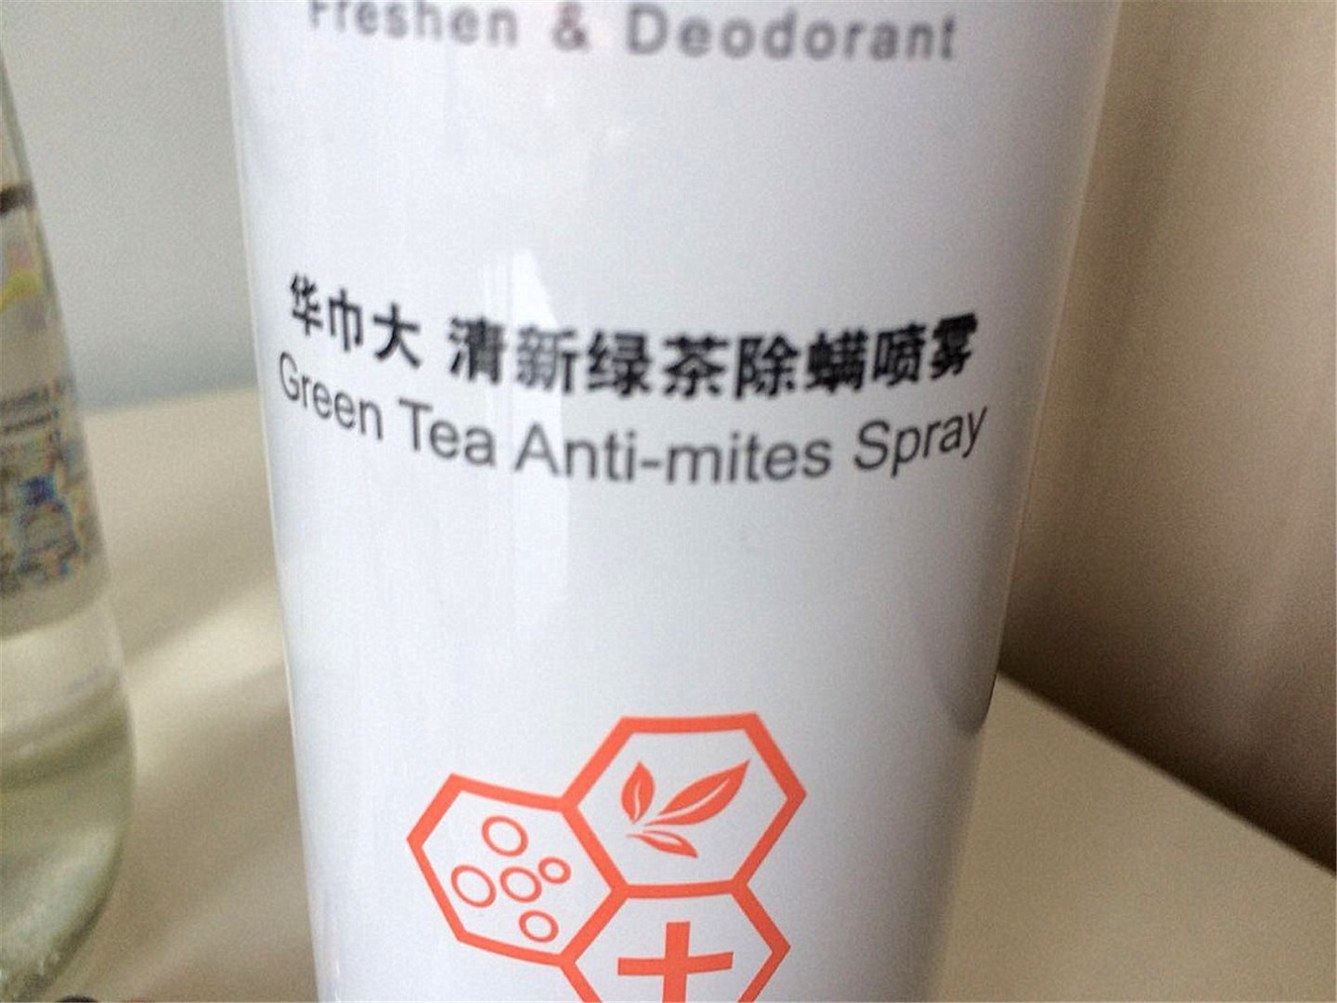 Freshen & Deodorant
华巾大 清新绿茶除螨喷雾
Green Tea Anti-mites Spray